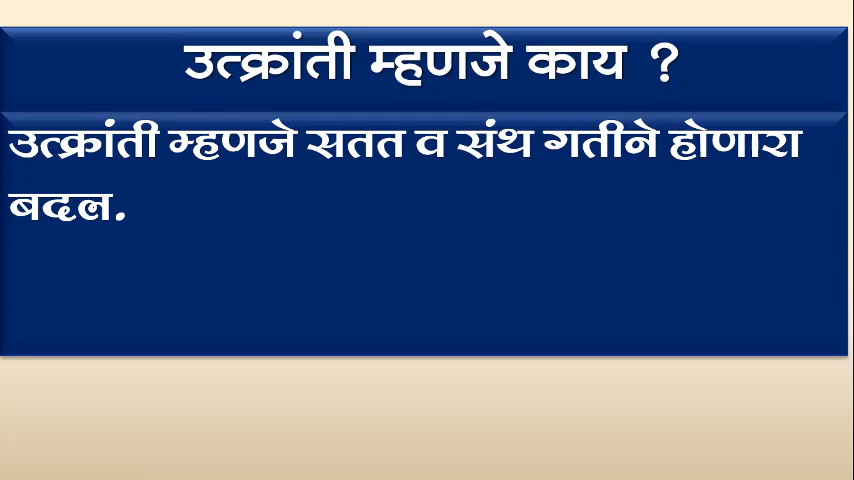 उत्क्रांती म्हणजे काय ?
उत्क्रांती म्हणजे सतत व संथ गतीने होणारा
बदल.